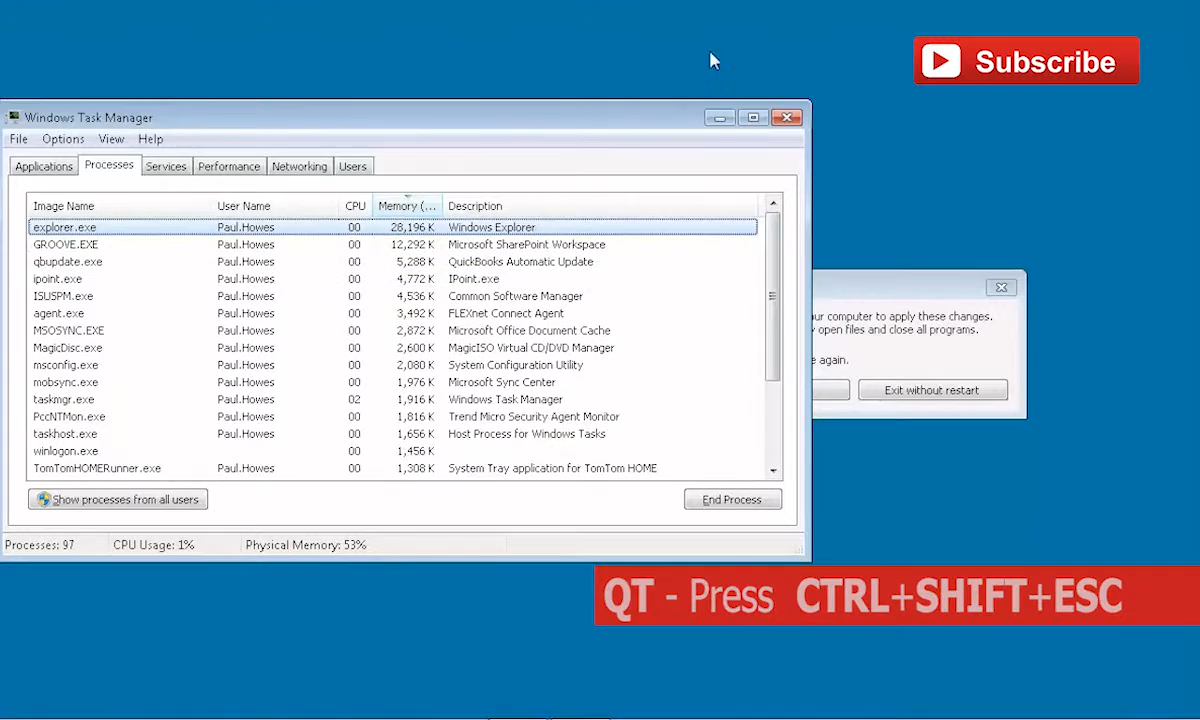 Subscribe
Windows Task Manager
File Options View Help
Applications Processes Services Performance Networking Users
Image Name User Name CPU Memory (... Description
explorer.exe Paul.Howes 00 28,196 K Windows Explorer
GROOVE.EXE Paul.Howes 00 12,292 K Microsoft SharePoint Workspace
qbupdate.exe Paul.Howes 00 5,288 K QuickBooks Automatic Update
ipoint.exe Paul.Howes 00 4,772 K IPoint.exe
ISUSPM.exe Paul.Howes 00 4,536 K Common Software Manager
agent.exe Paul.Howes 00 3,492 K FLEXnet Connect Agent
MSOSYNC.EXE Paul.Howes 00 2,872 K Microsoft Office Document Cache
MagicDisc.exe Paul.Howes 00 2,600 K MagicISO Virtual CD/DVD Manager
msconfig.exe Paul.Howes 00 2,080 K System Configuration Utility
mobsync.exe Paul.Howes 00 1,976 K Microsoft Sync Center
taskmgr.exe Paul.Howes 02 1,916 K Windows Task Manager
PccNTMon.exe Paul.Howes 00 1,816 K Trend Micro Security Agent Monitor
taskhost.exe Paul.Howes 00 1,656 K Host Process for Windows Tasks
winlogon.exe 00 1,456 K
TomTomHOMERunner.exe Paul.Howes 00 1,308 K System Tray application for TomTom HOME
Show processes from all users End Process
Processes: 97 CPU Usage: 1% Physical Memory: 53%
computer to apply these changes.
open files and close all programs.
again.
Exit without restart
QT - Press CTRL+SHIFT+ESC